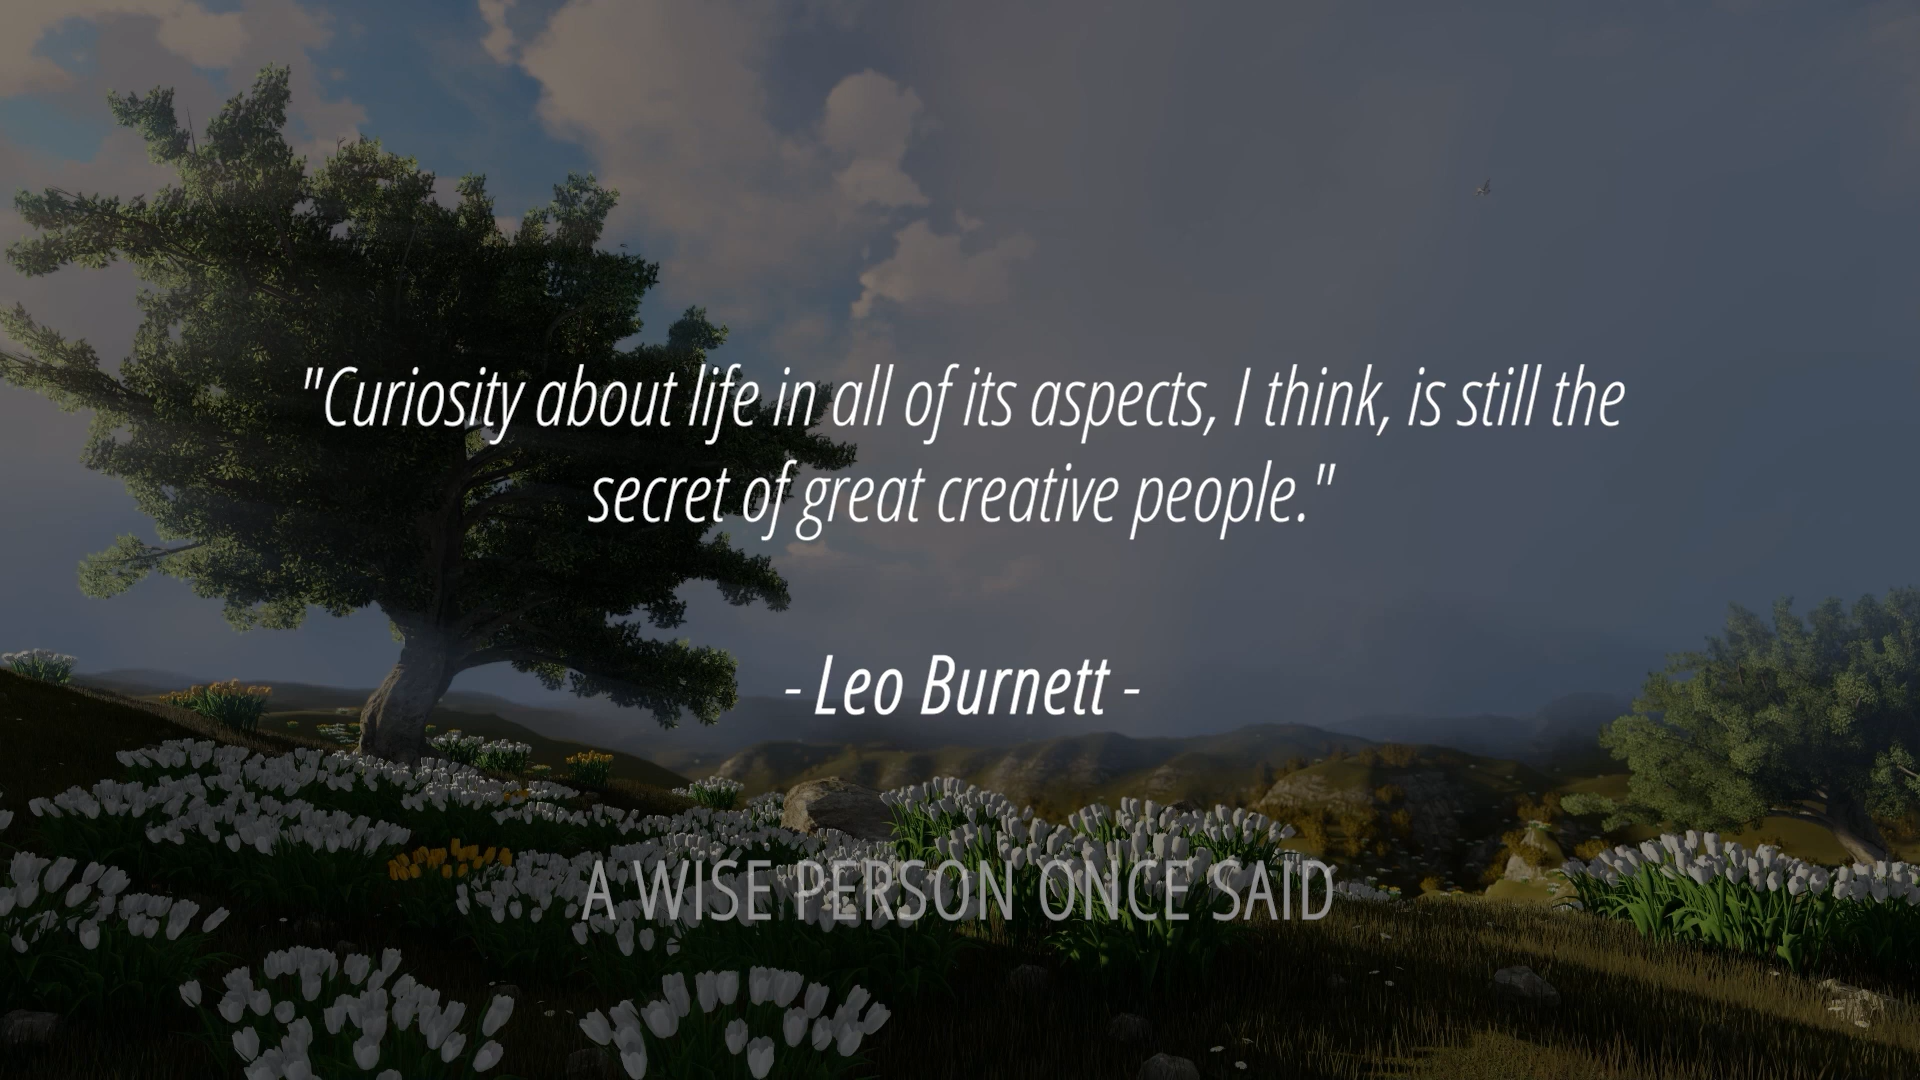 "Curiosity about life in all of its aspects, I think, is still the
secret of great creative people."
- Leo Burnett -
A WISE PERSON ONCE SAID